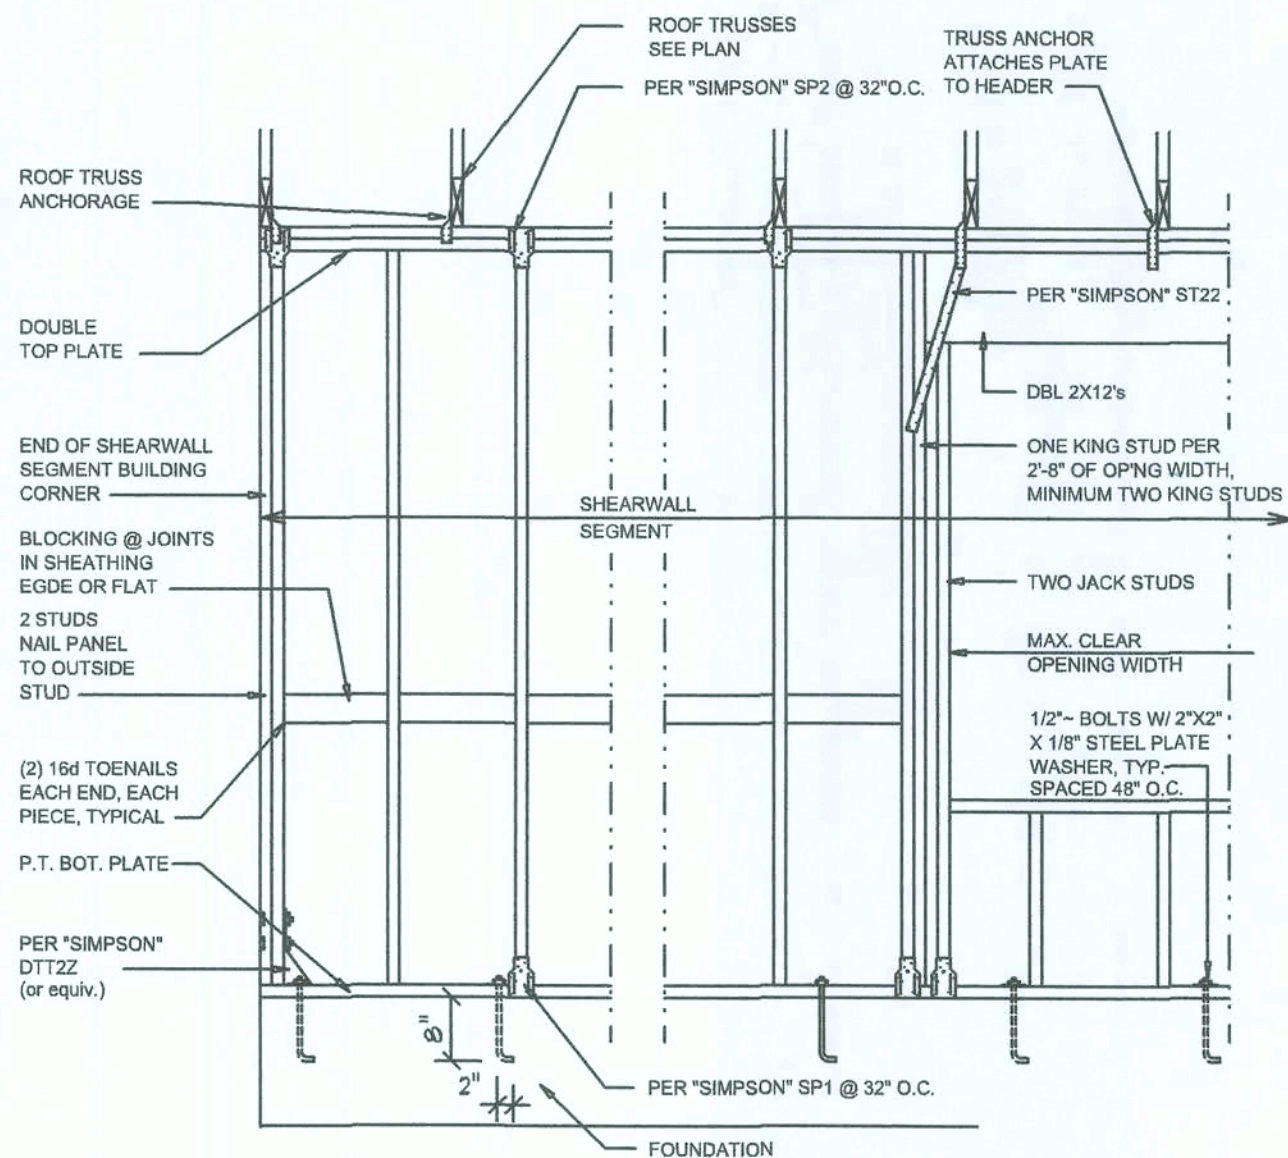 ROOF TRUSSES
SEE PLAN
TRUSS ANCHOR
ATTACHES PLATE
TO HEADER
PER "SIMPSON" SP2 @ 32"O.C.
ROOF TRUSS
ANCHORAGE
PER "SIMPSON" ST22
DOUBLE
TOP PLATE
DBL 2X12's
END OF SHEARWALL
SEGMENT BUILDING
CORNER
ONE KING STUD PER
2'-8" OF OP'NG WIDTH,
MINIMUM TWO KING STUDS
SHEARWALL
SEGMENT
BLOCKING @ JOINTS
IN SHEATHING
EGDE OR FLAT
TWO JACK STUDS
2 STUDS
NAIL PANEL
TO OUTSIDE
STUD
MAX. CLEAR
OPENING WIDTH
1/2"~ BOLTS W/ 2"X2"
X 1/8" STEEL PLATE
WASHER, TYP.
SPACED 48" O.C.
(2) 16d TOENAILS
EACH END, EACH
PIECE, TYPICAL
P.T. BOT. PLATE
PER "SIMPSON"
DTT2Z
(or equiv.)
8"
2"
PER "SIMPSON" SP1 @ 32" O.C.
FOUNDATION